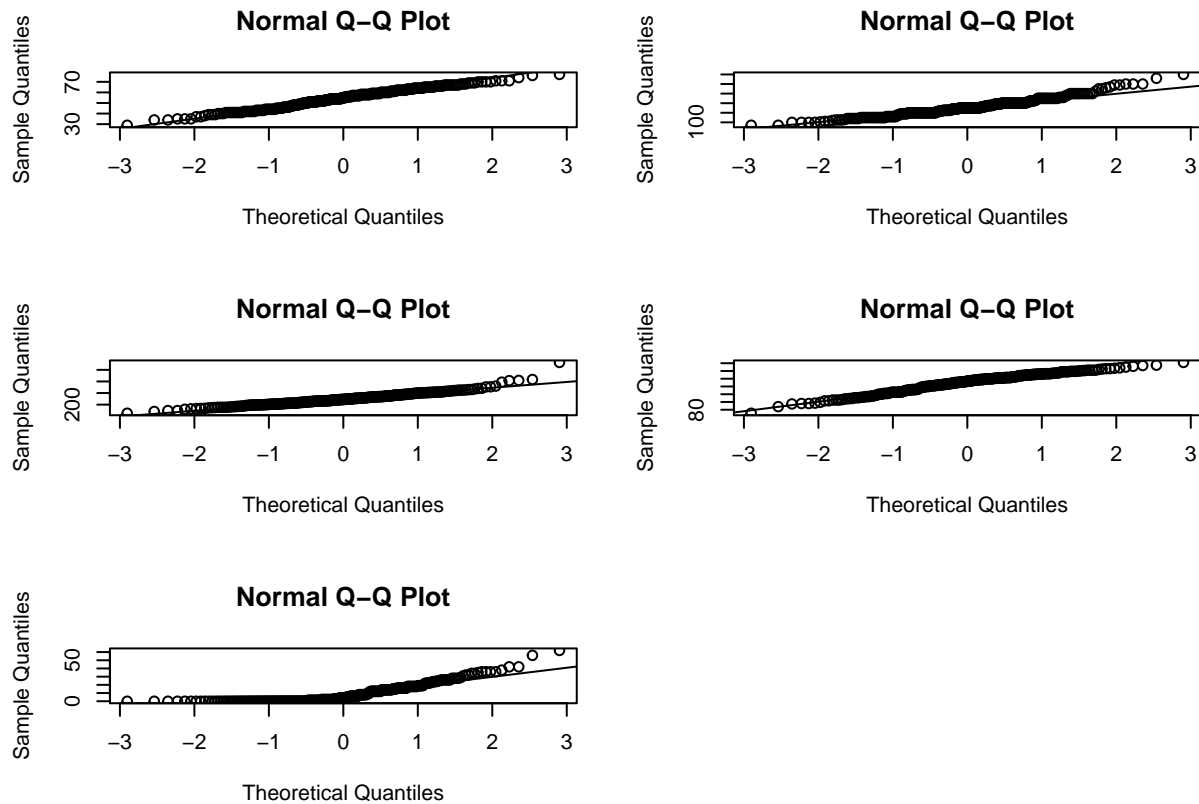 Normal Q−Q Plot
Sample Quantiles
70
30
−3 −2 −1 0 1 2 3
Theoretical Quantiles
Normal Q−Q Plot
Sample Quantiles
100
−3 −2 −1 0 1 2 3
Theoretical Quantiles
Normal Q−Q Plot
Sample Quantiles
200
−3 −2 −1 0 1 2 3
Theoretical Quantiles
Normal Q−Q Plot
Sample Quantiles
80
−3 −2 −1 0 1 2 3
Theoretical Quantiles
Normal Q−Q Plot
Sample Quantiles
50
0
−3 −2 −1 0 1 2 3
Theoretical Quantiles